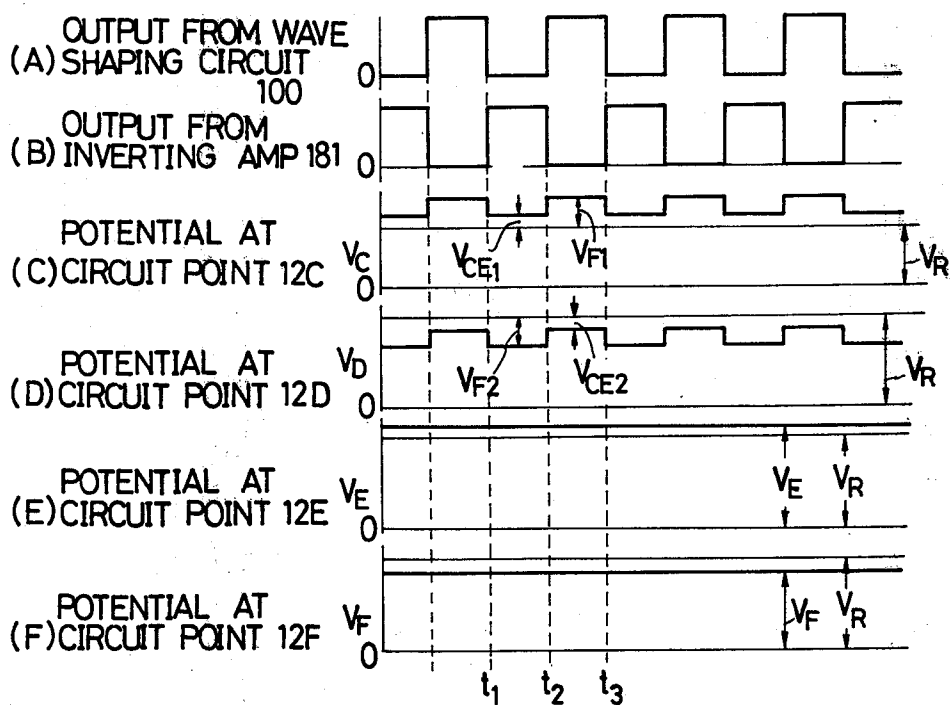 OUTPUT FROM WAVE
(A) SHAPING CIRCUIT
100
0
OUTPUT FROM
(B) INVERTING AMP 181
0
POTENTIAL AT
(C) CIRCUIT POINT 12C
VC
0
VCE1
VF1
VR
POTENTIAL AT
(D) CIRCUIT POINT 12D
VD
0
VF2
VCE2
VR
POTENTIAL AT
(E) CIRCUIT POINT 12E
VE
0
VE
VR
POTENTIAL AT
(F) CIRCUIT POINT 12F
VF
0
VF
VR
t1 t2 t3